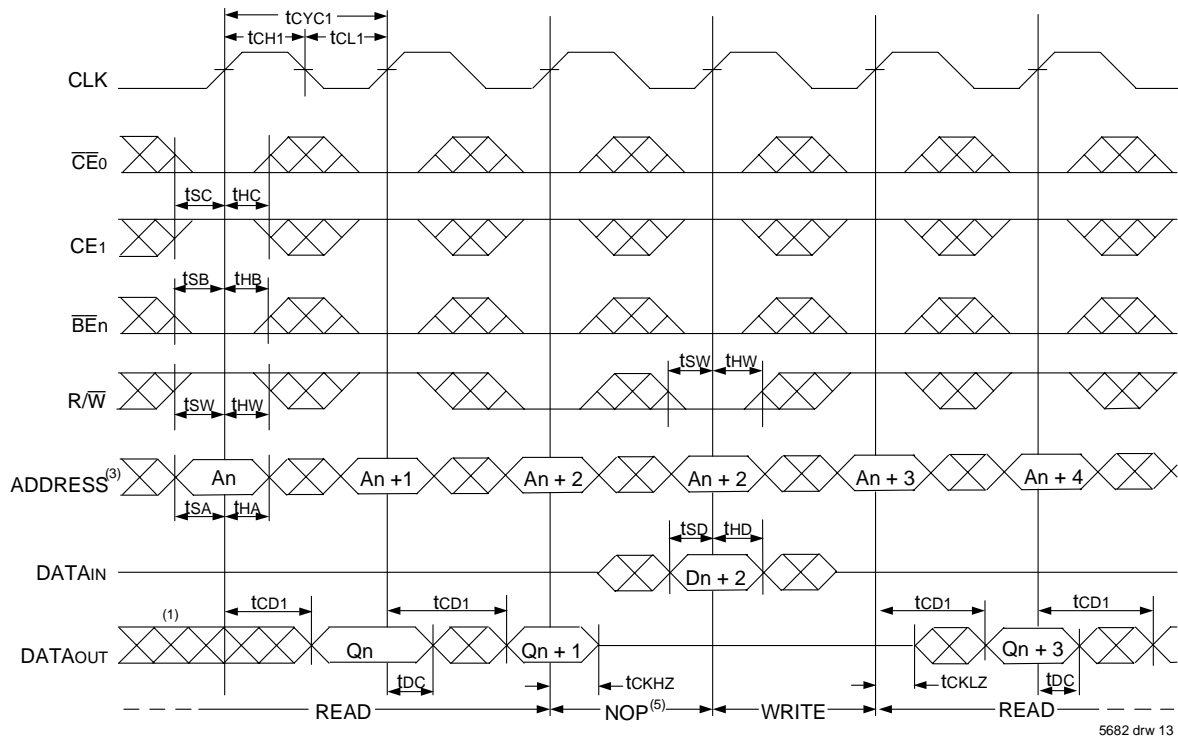 tCYC1
tCH1 tCL1
CLK
CE0
tSC tHC
CE1
tSB tHB
BEn
tSW tHW
R/W
tSW tHW
ADDRESS(3) An An +1 An + 2 An + 2 An + 3 An + 4
tSA tHA
tSD tHD
DATAIN Dn + 2
tCD1 tCD1 tCD1 tCD1
(1)
DATAOUT Qn Qn + 1 Qn + 3
tDC tCKHZ tCKLZ tDC
READ NOP(5) WRITE READ
5682 drw 13